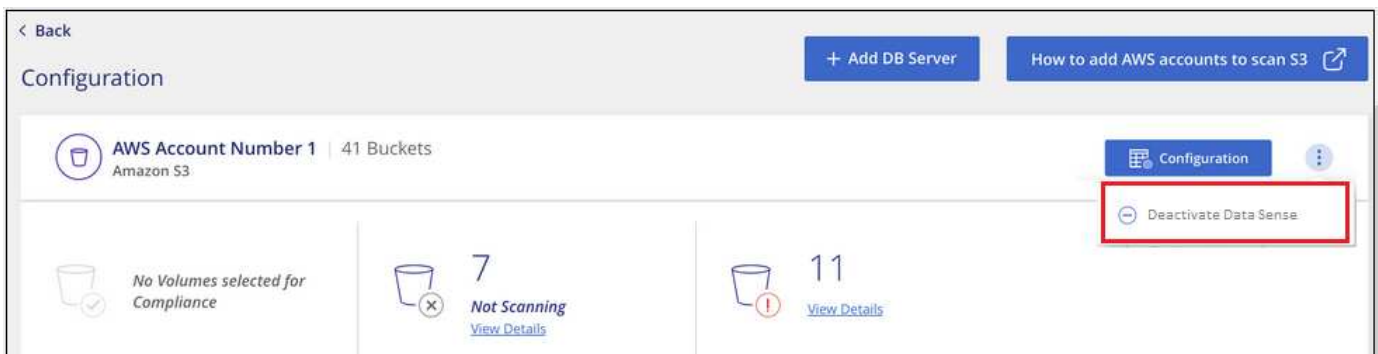 < Back
+ Add DB Server
How to add AWS accounts to scan S3
Configuration
AWS Account Number 1 | 41 Buckets
Amazon S3
Configuration
Deactivate Data Sense
No Volumes selected for
Compliance
7
Not Scanning
View Details
11
View Details